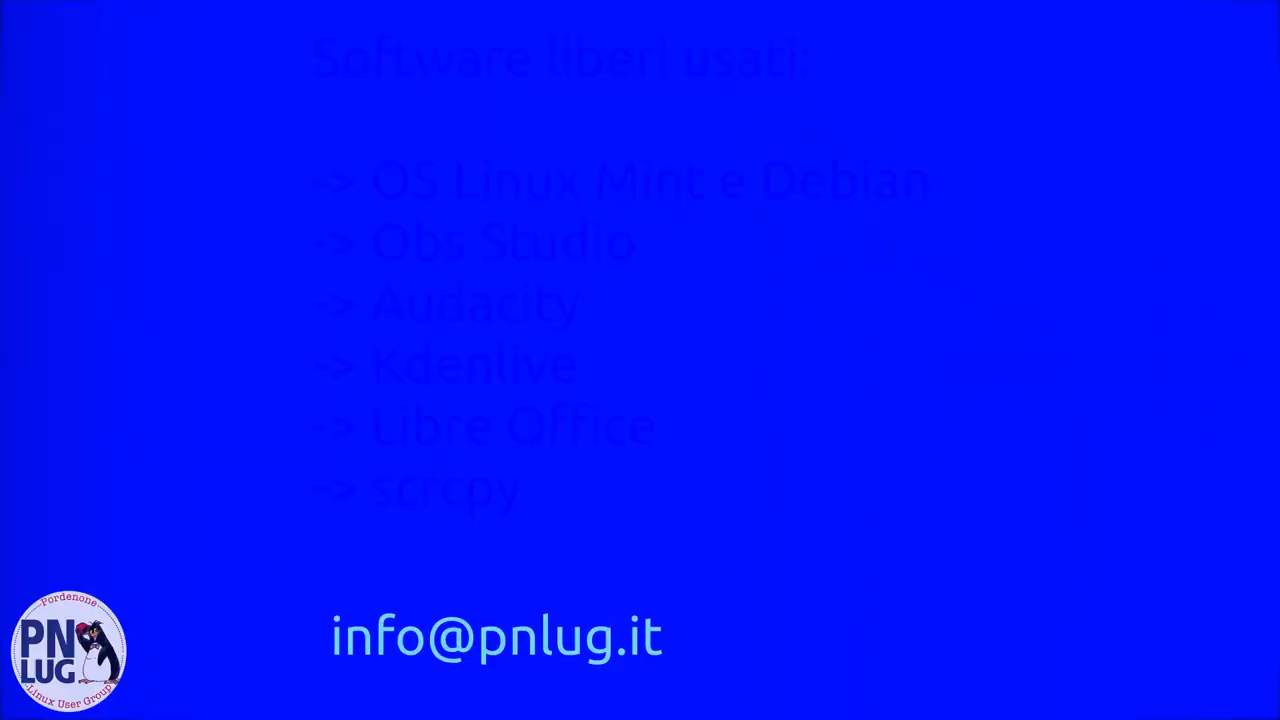 Software liberi usati:
-> OS Linux Mint e Debian
-> Obs Studio
-> Audacity
-> Kdenlive
-> Libre Office
-> scrcpy
info@pnlug.it
Pordenone
PN
LUG
Linux User Group